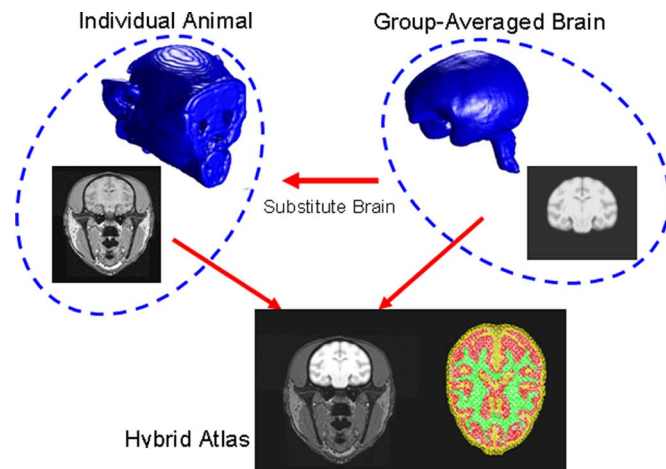 Individual Animal
Group-Averaged Brain
Substitute Brain
Hybrid Atlas